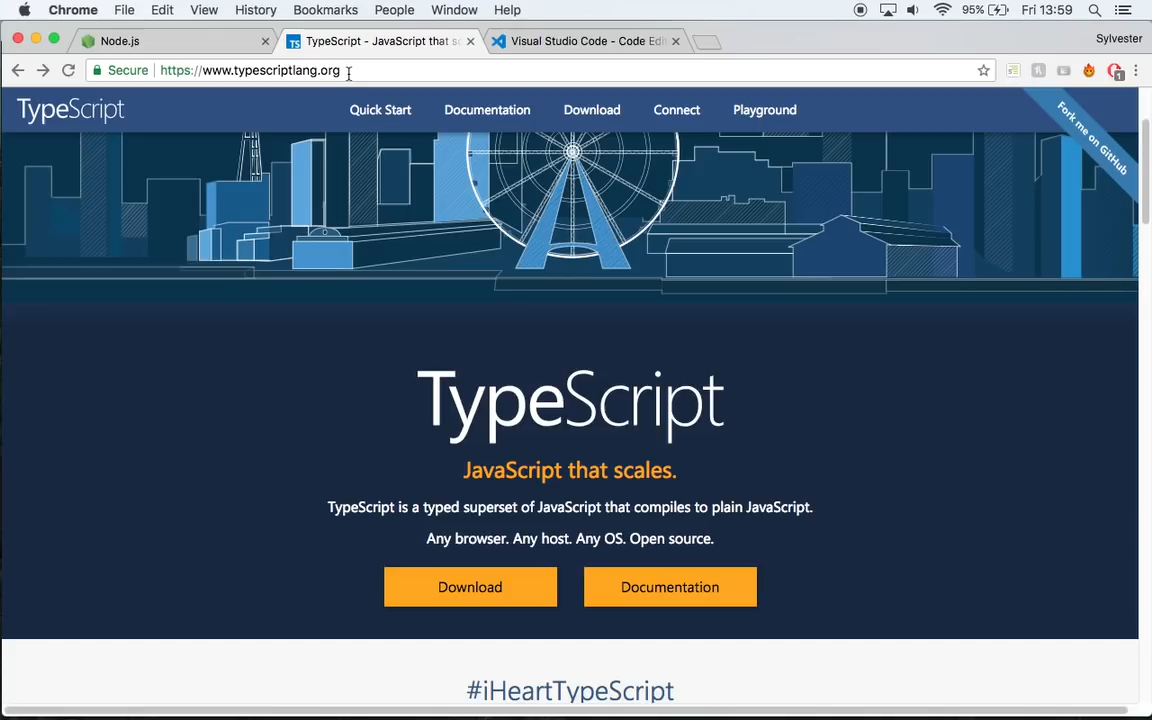 Chrome File Edit View History Bookmarks People Window Help 95% Fri 13:59
Node.js TypeScript - JavaScript that sc Visual Studio Code - Code Edi Sylvester
Secure https://www.typescriptlang.org 1
TypeScript Quick Start Documentation Download Connect Playground
Fork me on GitHub
TypeScript
JavaScript that scales.
TypeScript is a typed superset of JavaScript that compiles to plain JavaScript.
Any browser. Any host. Any OS. Open source.
Download Documentation
#iHeartTypeScript